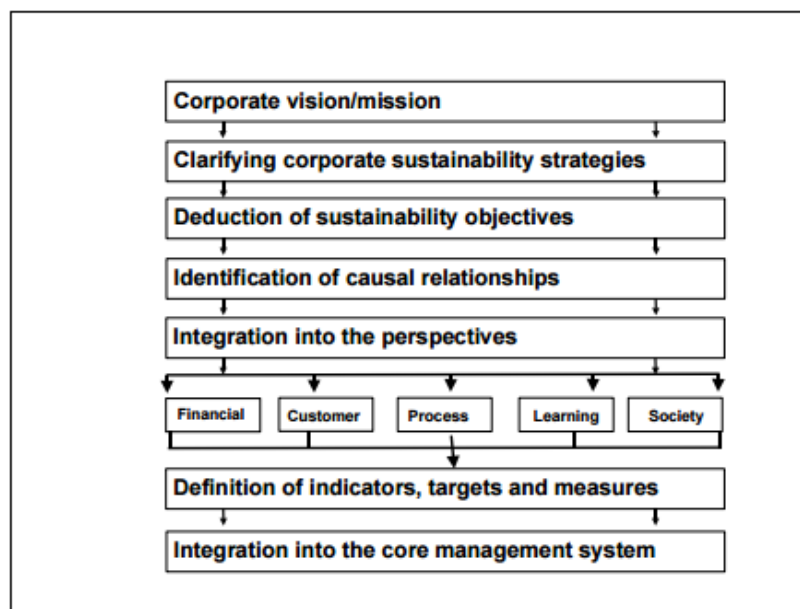 Corporate vision/mission
Clarifying corporate sustainability strategies
Deduction of sustainability objectives
Identification of causal relationships
Integration into the perspectives
Financial Customer Process Learning Society
Definition of indicators, targets and measures
Integration into the core management system